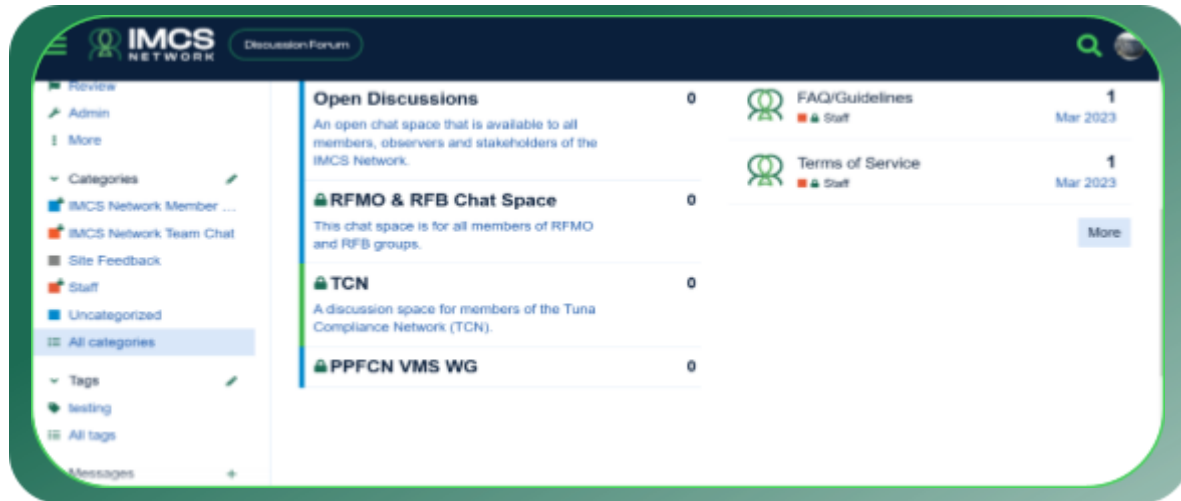 IMCS
NETWORK
Discussion Forum
Review
Admin
More
Categories
IMCS Network Member ...
IMCS Network Team Chat
Site Feedback
Staff
Uncategorized
All categories
Tags
testing
All tags
Messages
Open Discussions 0
An open chat space that is available to all
members, observers and stakeholders of the
IMCS Network.
RFMO & RFB Chat Space 0
This chat space is for all members of RFMO
and RFB groups.
TCN 0
A discussion space for members of the Tuna
Compliance Network (TCN).
PPFCN VMS WG 0
FAQ/Guidelines 1
Staff Mar 2023
Terms of Service 1
Staff Mar 2023
More